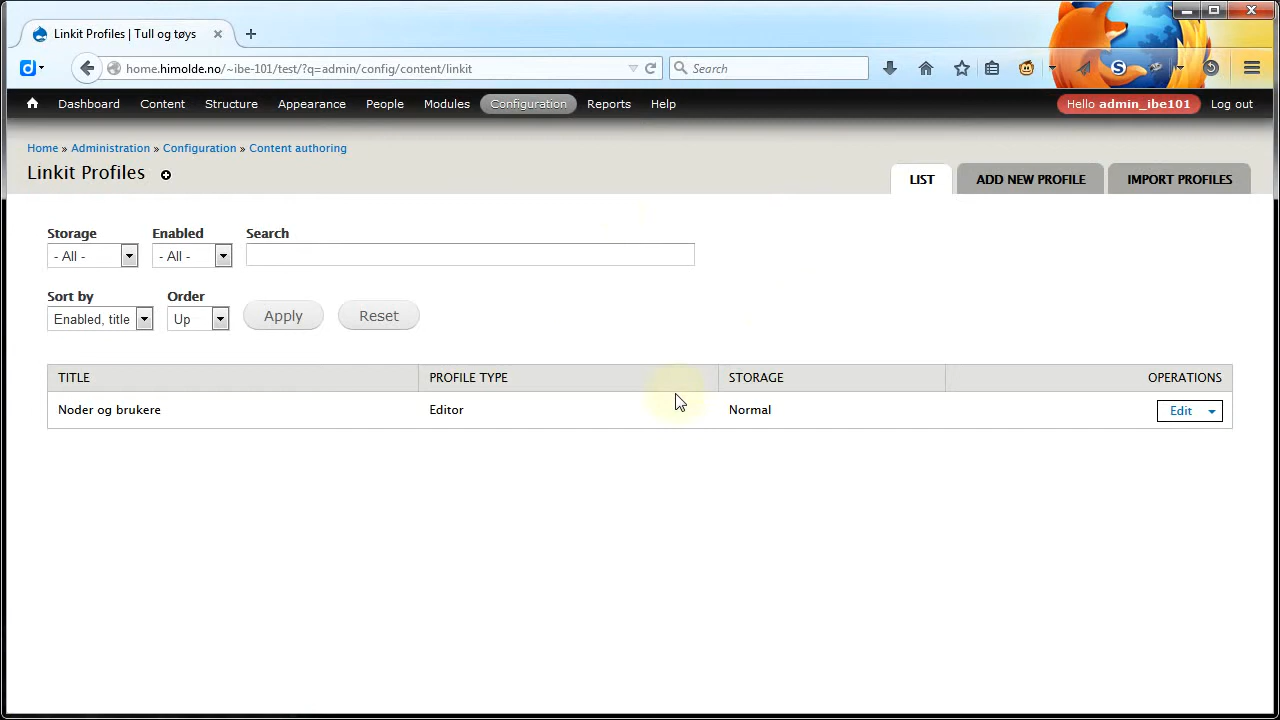 Linkit Profiles | Tull og tøys
home.himolde.no/~ibe-101/test/?q=admin/config/content/linkit
Search
Dashboard Content Structure Appearance People Modules Configuration Reports Help Hello admin_ibe101 Log out
Home » Administration » Configuration » Content authoring
Linkit Profiles
LIST ADD NEW PROFILE IMPORT PROFILES
Storage Enabled Search
- All - - All -
Sort by Order
Enabled, title Up Apply Reset
TITLE PROFILE TYPE STORAGE OPERATIONS
Noder og brukere Editor Normal Edit